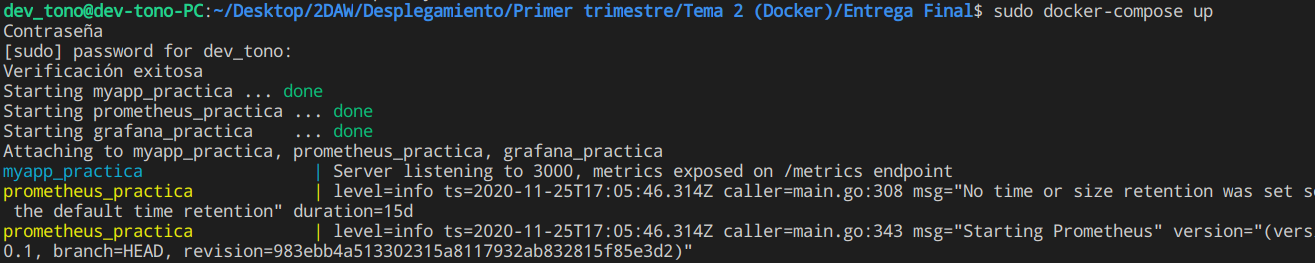 dev_tono@dev-tono-PC:~/Desktop/2DAW/Desplegamiento/Primer trimestre/Tema 2 (Docker)/Entrega Final$ sudo docker-compose up
Contraseña
[sudo] password for dev_tono:
Verificación exitosa
Starting myapp_practica ... done
Starting prometheus_practica ... done
Starting grafana_practica    ... done
Attaching to myapp_practica, prometheus_practica, grafana_practica
myapp_practica         | Server listening to 3000, metrics exposed on /metrics endpoint
prometheus_practica    | level=info ts=2020-11-25T17:05:46.314Z caller=main.go:308 msg="No time or size retention was set s
the default time retention" duration=15d
prometheus_practica    | level=info ts=2020-11-25T17:05:46.314Z caller=main.go:343 msg="Starting Prometheus" version="(vers
0.1, branch=HEAD, revision=983ebb4a513302315a8117932ab832815f85e3d2)"